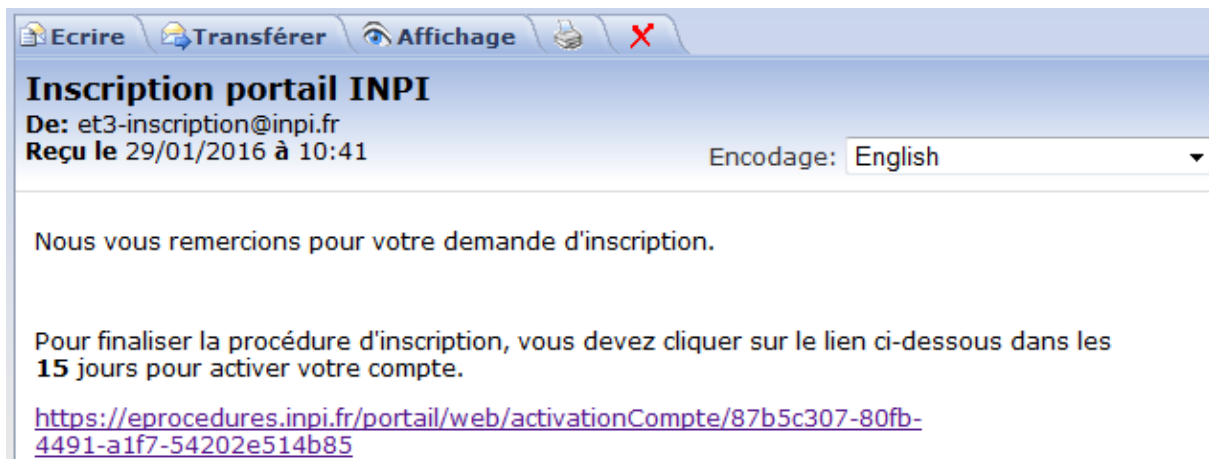 Ecrire Transférer Affichage
Inscription portail INPI
De: et3-inscription@inpi.fr
Reçu le 29/01/2016 à 10:41
Encodage: English
Nous vous remercions pour votre demande d'inscription.
Pour finaliser la procédure d'inscription, vous devez cliquer sur le lien ci-dessous dans les
15 jours pour activer votre compte.
https://eprocedures.inpi.fr/portail/web/activationCompte/87b5c307-80fb-
4491-a1f7-54202e514b85